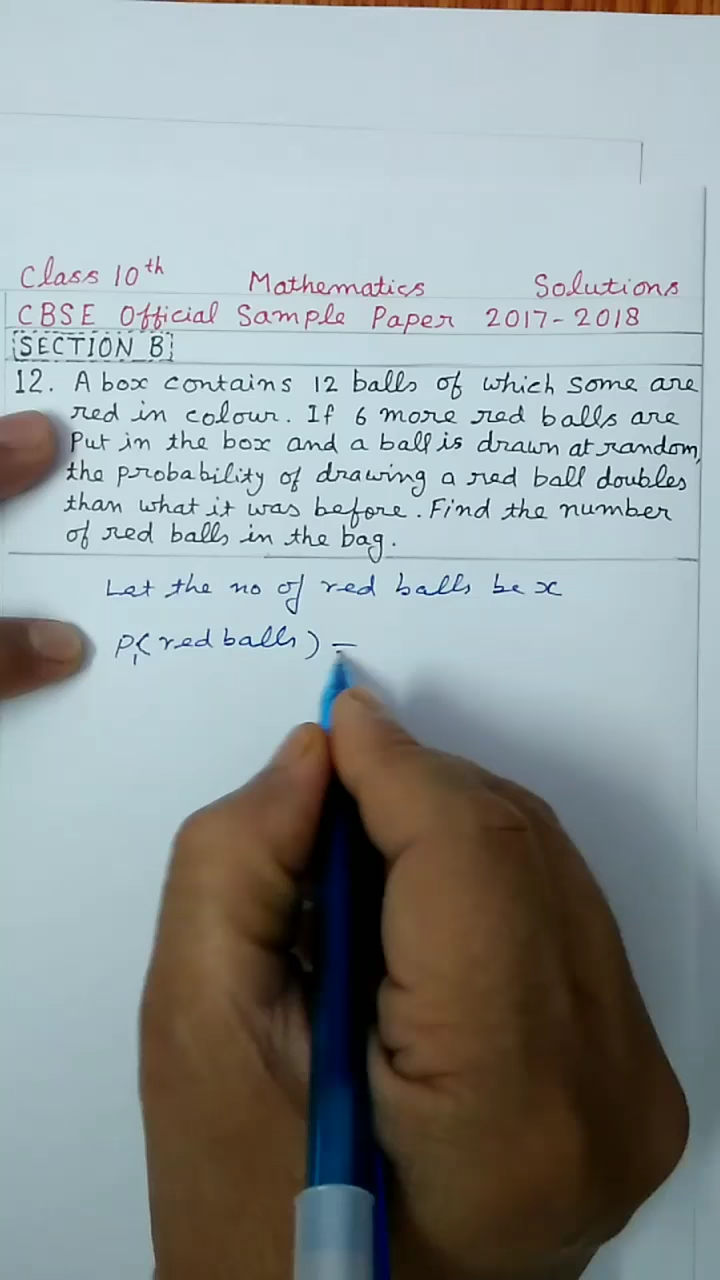 Class 10th Mathematics Solutions
CBSE Official Sample Paper 2017-2018
SECTION B
12. A box contains 12 balls of which some are
red in colour. If 6 more red balls are
Put in the box and a ball is drawn at random,
the probability of drawing a red ball doubles
than what it was before. Find the number
of red balls in the bag.
Let the no of red balls be x
P₁(red balls) =